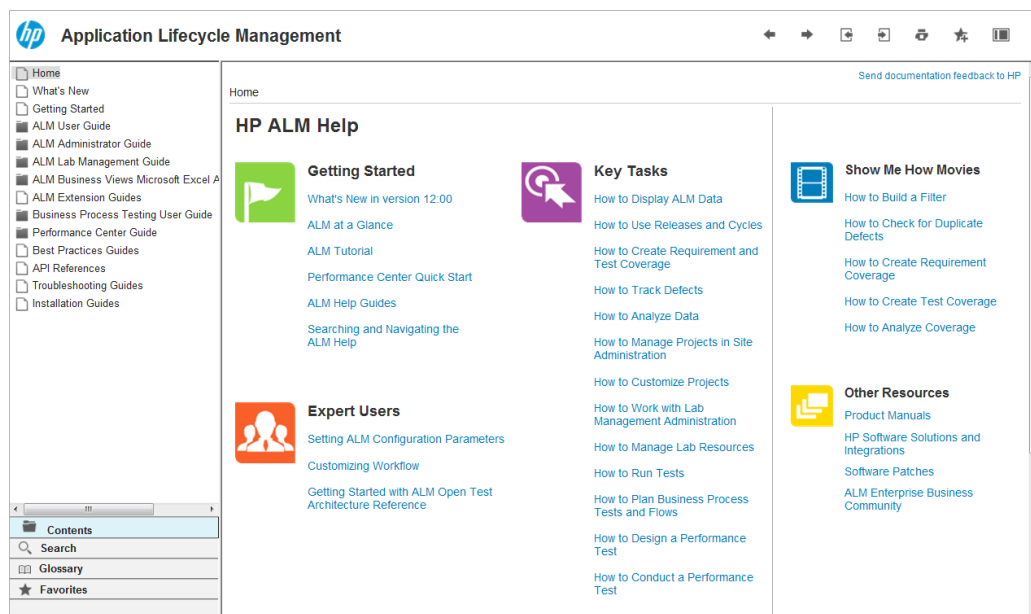 hp
Application Lifecycle Management
Home
What's New
Getting Started
ALM User Guide
ALM Administrator Guide
ALM Lab Management Guide
ALM Business Views Microsoft Excel A
ALM Extension Guides
Business Process Testing User Guide
Performance Center Guide
Best Practices Guides
API References
Troubleshooting Guides
Installation Guides
Contents
Search
Glossary
Favorites
Send documentation feedback to HP
Home
HP ALM Help
Getting Started
What's New in version 12:00
ALM at a Glance
ALM Tutorial
Performance Center Quick Start
ALM Help Guides
Searching and Navigating the
ALM Help
Expert Users
Setting ALM Configuration Parameters
Customizing Workflow
Getting Started with ALM Open Test
Architecture Reference
Key Tasks
How to Display ALM Data
How to Use Releases and Cycles
How to Create Requirement and
Test Coverage
How to Track Defects
How to Analyze Data
How to Manage Projects in Site
Administration
How to Customize Projects
How to Work with Lab
Management Administration
How to Manage Lab Resources
How to Run Tests
How to Plan Business Process
Tests and Flows
How to Design a Performance
Test
How to Conduct a Performance
Test
Show Me How Movies
How to Build a Filter
How to Check for Duplicate
Defects
How to Create Requirement
Coverage
How to Create Test Coverage
How to Analyze Coverage
Other Resources
Product Manuals
HP Software Solutions and
Integrations
Software Patches
ALM Enterprise Business
Community